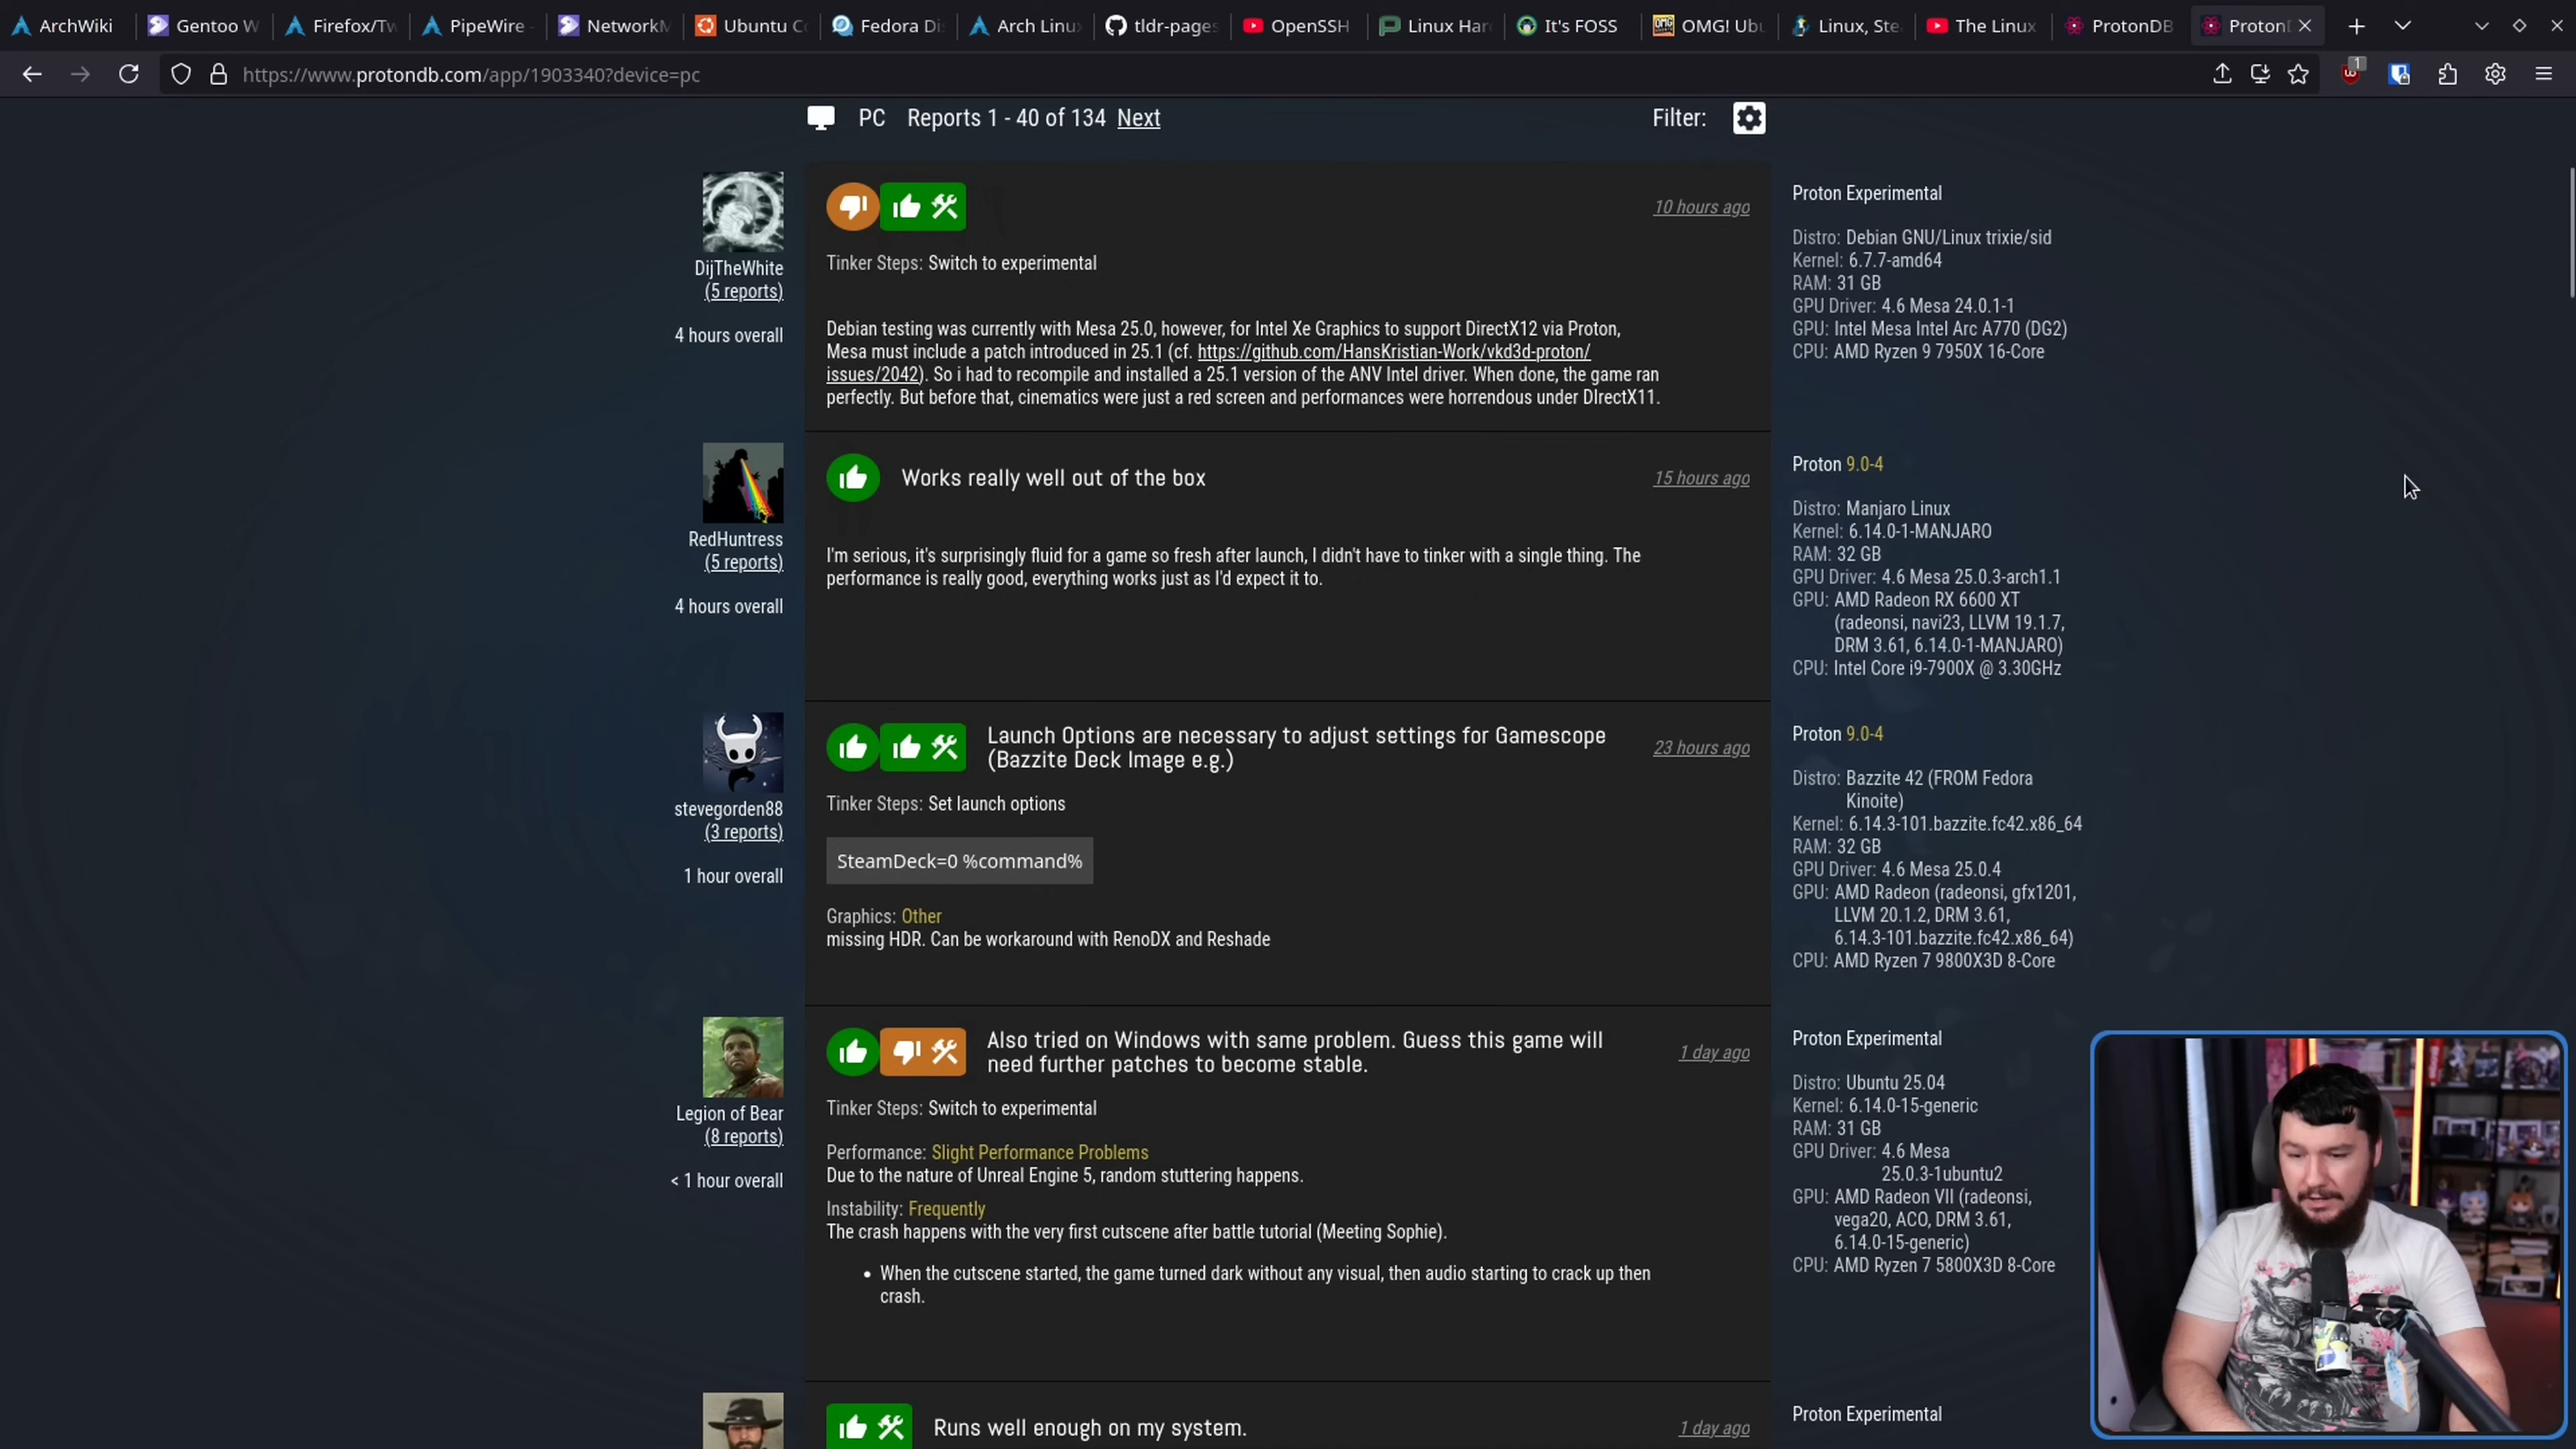 ArchWiki
Gentoo W
Firefox/Tw
PipeWire -
NetworkM
Ubuntu Co
Fedora Di
Arch Linux
tldr-pages
OpenSSH
Linux Har
It's FOSS
OMG! Ubu
Linux, Ste
The Linux
ProtonDB
ProtonD
https://www.protondb.com/app/1903340?device=pc
1
PC Reports 1 - 40 of 134 Next
Filter:
DijTheWhite
(5 reports)
4 hours overall
10 hours ago
Tinker Steps: Switch to experimental
Debian testing was currently with Mesa 25.0, however, for Intel Xe Graphics to support DirectX12 via Proton,
Mesa must include a patch introduced in 25.1 (cf. https://github.com/HansKristian-Work/vkd3d-proton/
issues/2042). So i had to recompile and installed a 25.1 version of the ANV Intel driver. When done, the game ran
perfectly. But before that, cinematics were just a red screen and performances were horrendous under DIrectX11.
Proton Experimental
Distro: Debian GNU/Linux trixie/sid
Kernel: 6.7.7-amd64
RAM: 31 GB
GPU Driver: 4.6 Mesa 24.0.1-1
GPU: Intel Mesa Intel Arc A770 (DG2)
CPU: AMD Ryzen 9 7950X 16-Core
RedHuntress
(5 reports)
4 hours overall
Works really well out of the box
15 hours ago
I'm serious, it's surprisingly fluid for a game so fresh after launch, I didn't have to tinker with a single thing. The
performance is really good, everything works just as I'd expect it to.
Proton 9.0-4
Distro: Manjaro Linux
Kernel: 6.14.0-1-MANJARO
RAM: 32 GB
GPU Driver: 4.6 Mesa 25.0.3-arch1.1
GPU: AMD Radeon RX 6600 XT
(radeonsi, navi23, LLVM 19.1.7,
DRM 3.61, 6.14.0-1-MANJARO)
CPU: Intel Core i9-7900X @ 3.30GHz
stevegorden88
(3 reports)
1 hour overall
Launch Options are necessary to adjust settings for Gamescope
(Bazzite Deck Image e.g.)
23 hours ago
Tinker Steps: Set launch options
SteamDeck=0 %command%
Graphics: Other
missing HDR. Can be workaround with RenoDX and Reshade
Proton 9.0-4
Distro: Bazzite 42 (FROM Fedora
Kinoite)
Kernel: 6.14.3-101.bazzite.fc42.x86_64
RAM: 32 GB
GPU Driver: 4.6 Mesa 25.0.4
GPU: AMD Radeon (radeonsi, gfx1201,
LLVM 20.1.2, DRM 3.61,
6.14.3-101.bazzite.fc42.x86_64)
CPU: AMD Ryzen 7 9800X3D 8-Core
Legion of Bear
(8 reports)
< 1 hour overall
Also tried on Windows with same problem. Guess this game will
need further patches to become stable.
1 day ago
Tinker Steps: Switch to experimental
Performance: Slight Performance Problems
Due to the nature of Unreal Engine 5, random stuttering happens.
Instability: Frequently
The crash happens with the very first cutscene after battle tutorial (Meeting Sophie).
• When the cutscene started, the game turned dark without any visual, then audio starting to crack up then
crash.
Proton Experimental
Distro: Ubuntu 25.04
Kernel: 6.14.0-15-generic
RAM: 31 GB
GPU Driver: 4.6 Mesa
25.0.3-1ubuntu2
GPU: AMD Radeon VII (radeonsi,
vega20, ACO, DRM 3.61,
6.14.0-15-generic)
CPU: AMD Ryzen 7 5800X3D 8-Core
Runs well enough on my system.
1 day ago
Proton Experimental